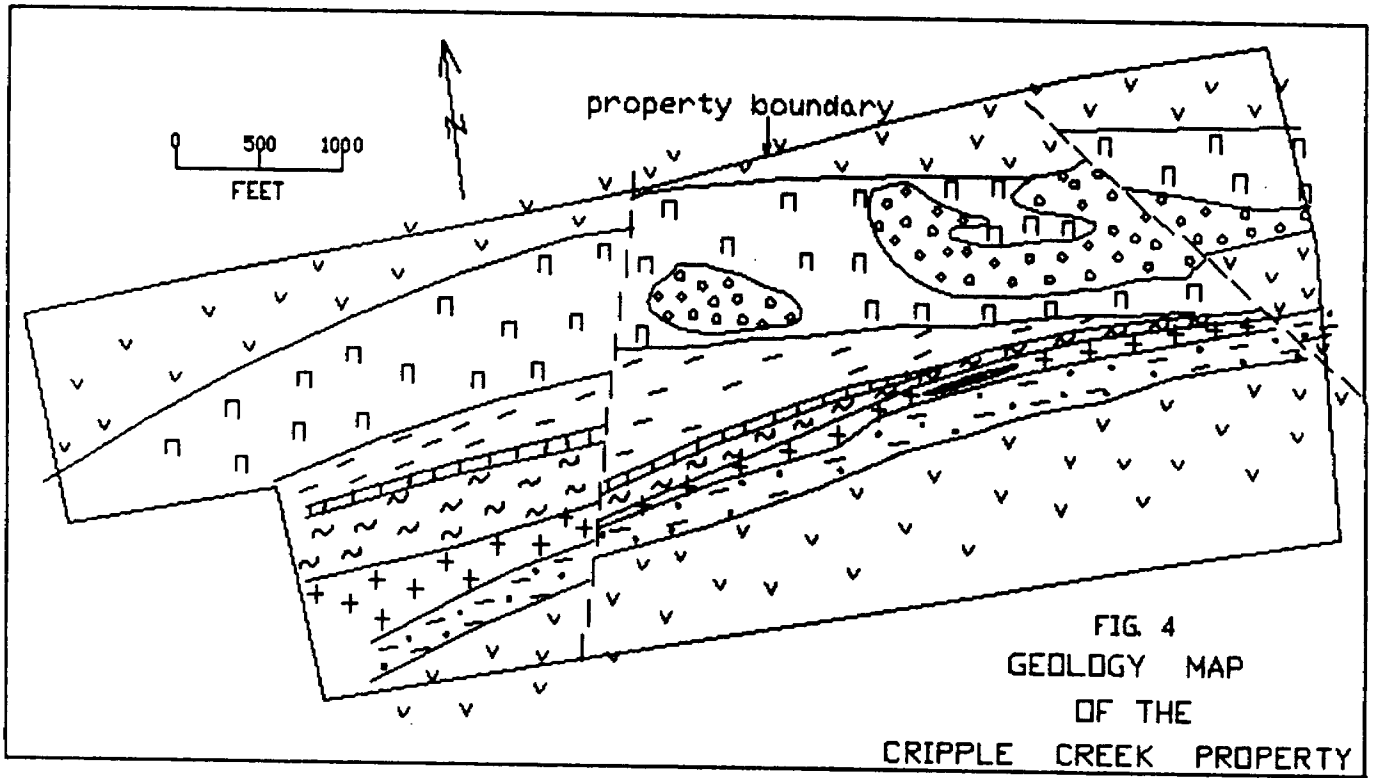 property boundary
N
0 500 1000
FEET
FIG. 4
GEOLOGY MAP
OF THE
CRIPPLE CREEK PROPERTY